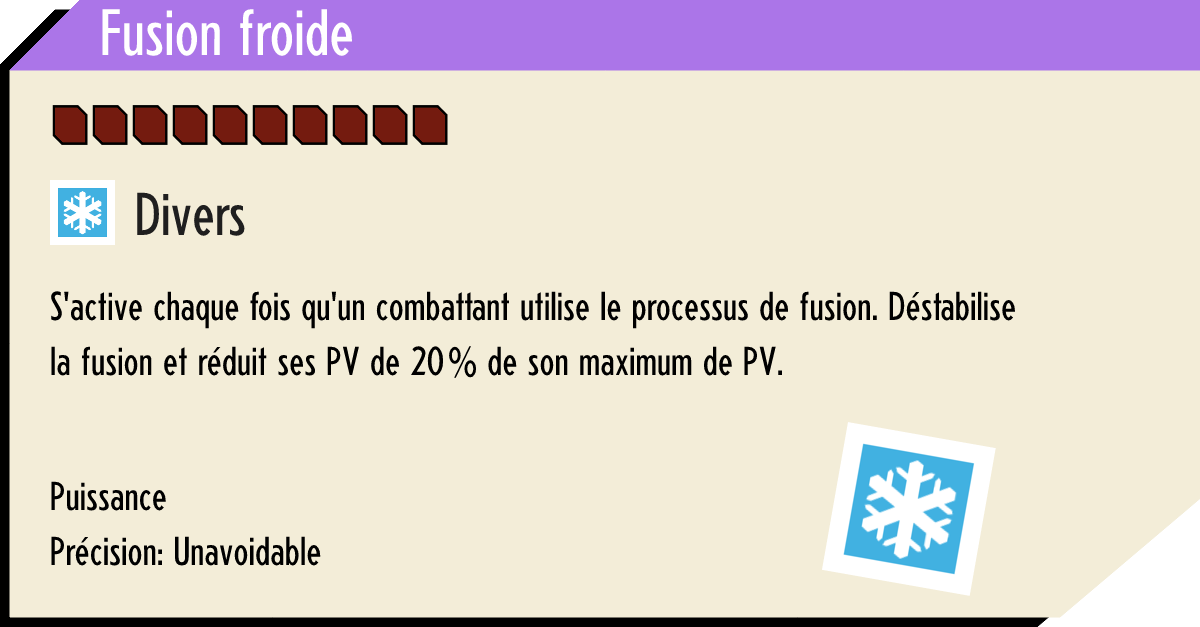 Fusion froide
Divers
S'active chaque fois qu'un combattant utilise le processus de fusion. Déstabilise
la fusion et réduit ses PV de 20% de son maximum de PV.
Puissance
Précision: Unavoidable